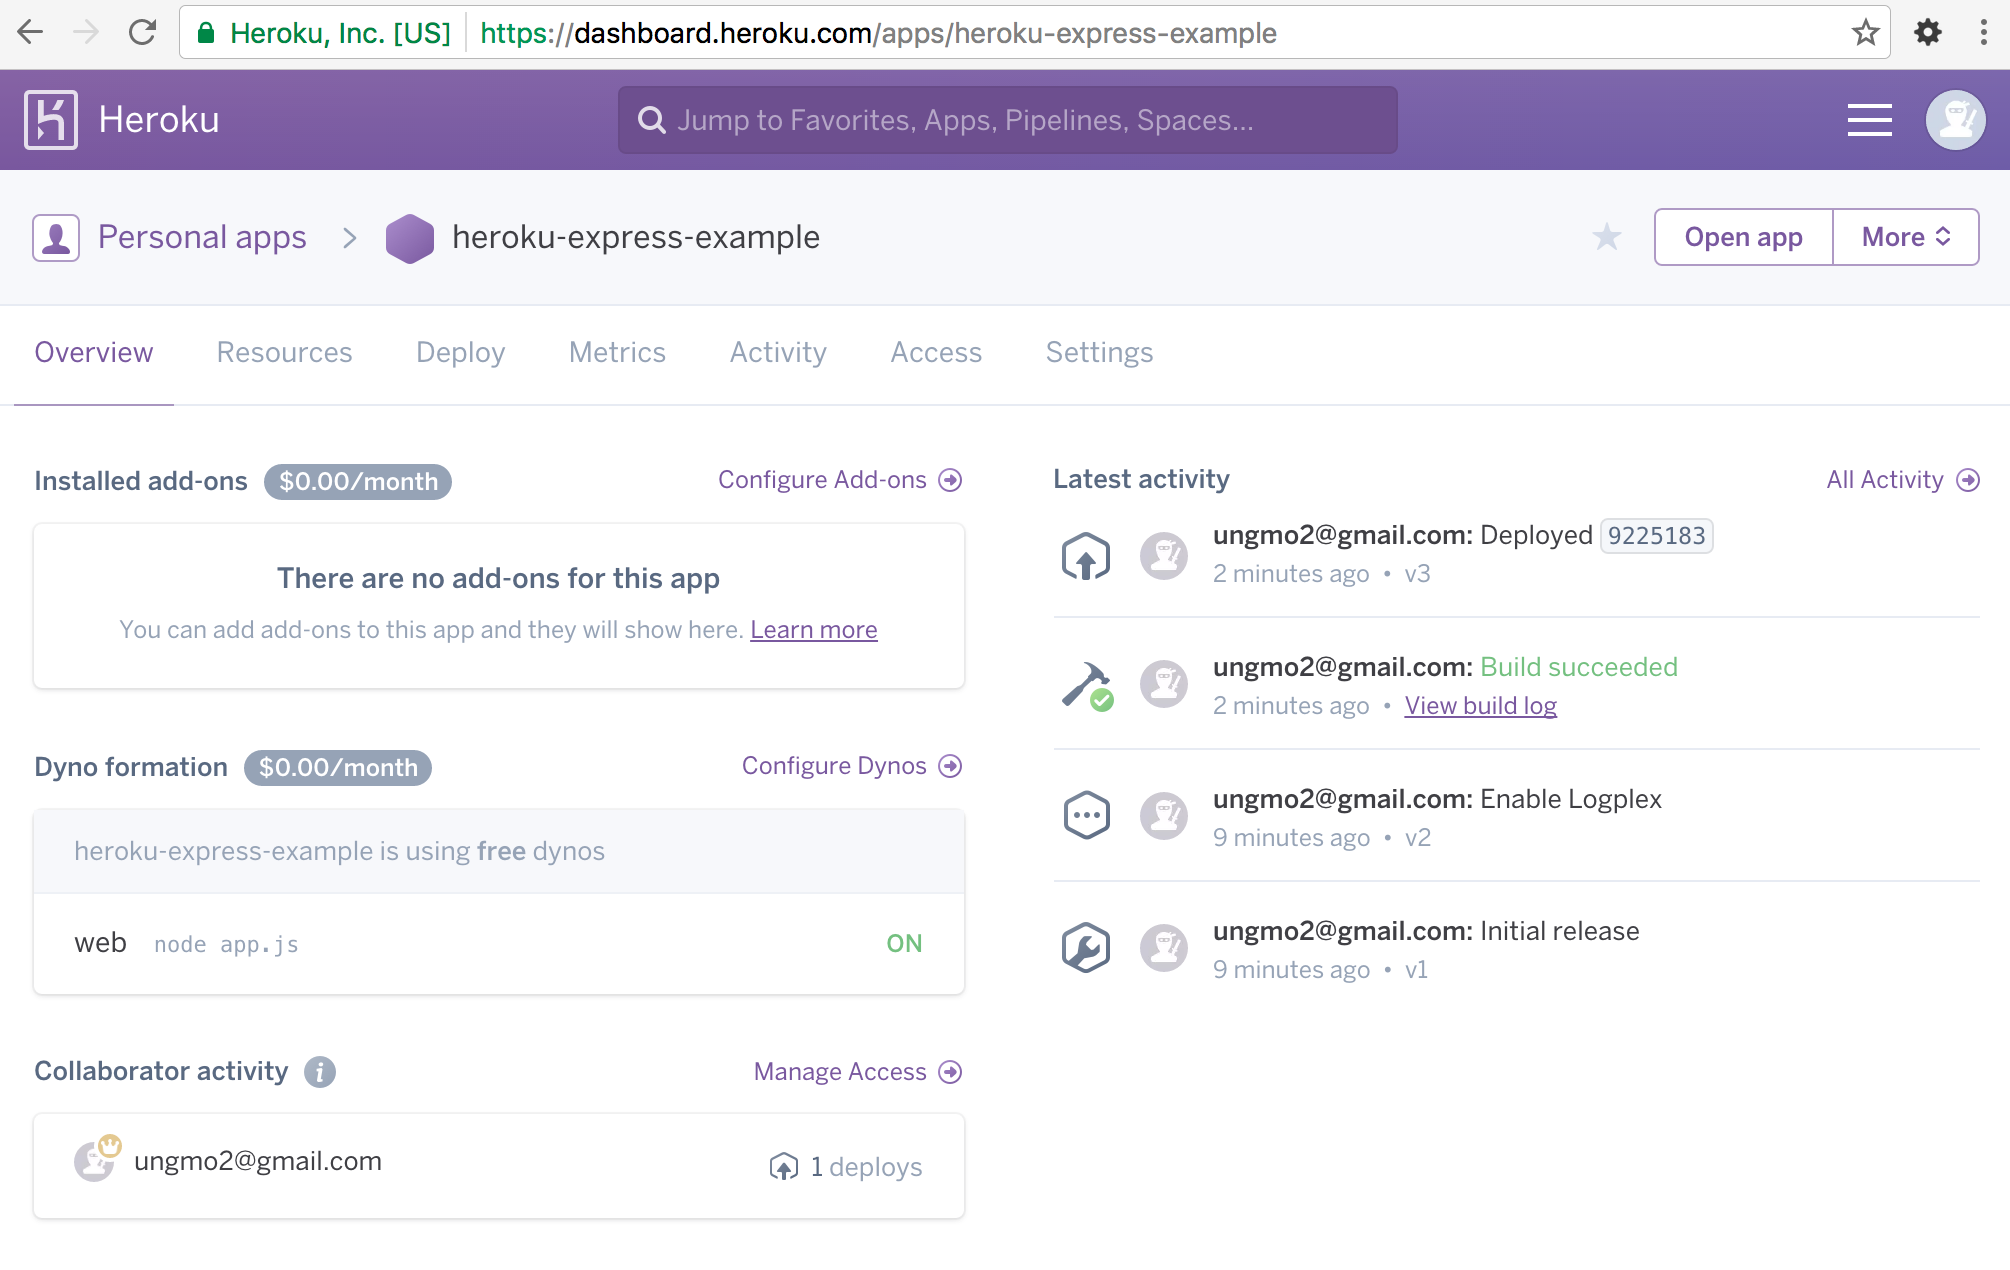 Heroku, Inc. [US] https://dashboard.heroku.com/apps/heroku-express-example
Heroku
Jump to Favorites, Apps, Pipelines, Spaces...
Personal apps heroku-express-example
Open app More
Overview Resources Deploy Metrics Activity Access Settings
Installed add-ons $0.00/month Configure Add-ons
There are no add-ons for this app
You can add add-ons to this app and they will show here. Learn more
Dyno formation $0.00/month Configure Dynos
heroku-express-example is using free dynos
web node app.js ON
Collaborator activity i Manage Access
ungmo2@gmail.com 1 deploys
Latest activity All Activity
ungmo2@gmail.com: Deployed 9225183
2 minutes ago • v3
ungmo2@gmail.com: Build succeeded
2 minutes ago • View build log
ungmo2@gmail.com: Enable Logplex
9 minutes ago • v2
ungmo2@gmail.com: Initial release
9 minutes ago • v1